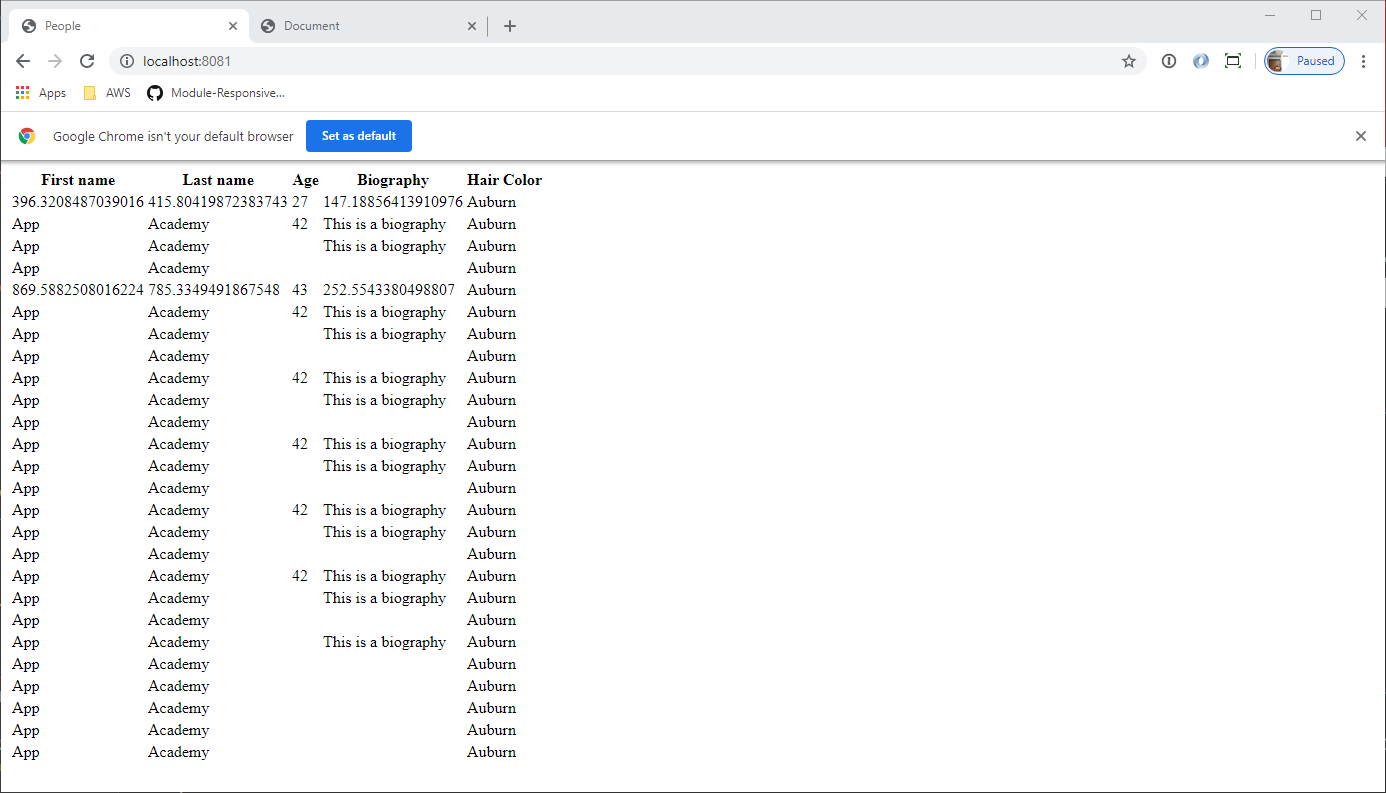 People Document
localhost:8081 Paused
Apps AWS Module-Responsive...
Google Chrome isn't your default browser Set as default
First name Last name Age Biography Hair Color
396.3208487039016 415.80419872383743 27 147.18856413910976 Auburn
App Academy 42 This is a biography Auburn
App Academy This is a biography Auburn
App Academy Auburn
869.5882508016224 785.3349491867548 43 252.5543380498807 Auburn
App Academy 42 This is a biography Auburn
App Academy This is a biography Auburn
App Academy Auburn
App Academy 42 This is a biography Auburn
App Academy This is a biography Auburn
App Academy Auburn
App Academy 42 This is a biography Auburn
App Academy This is a biography Auburn
App Academy Auburn
App Academy 42 This is a biography Auburn
App Academy This is a biography Auburn
App Academy Auburn
App Academy 42 This is a biography Auburn
App Academy This is a biography Auburn
App Academy Auburn
App Academy This is a biography Auburn
App Academy Auburn
App Academy Auburn
App Academy Auburn
App Academy Auburn
App Academy Auburn